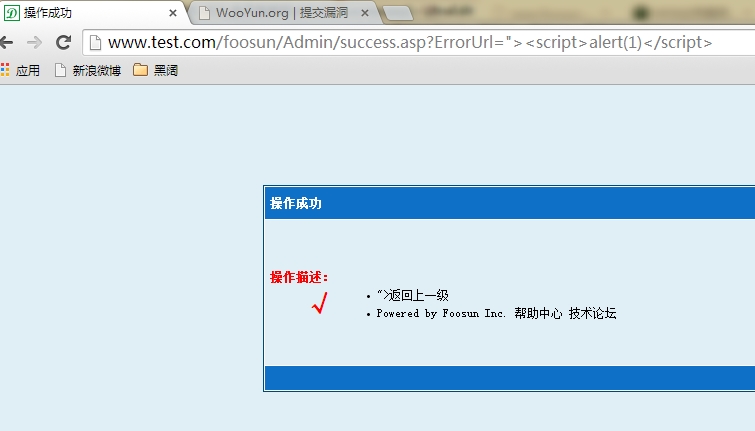 操作成功 WooYun.org | 提交漏洞
www.test.com/foosun/Admin/success.asp?ErrorUrl="><script>alert(1)</script>
应用 新浪微博 黑阔
操作成功
操作描述:
">返回上一级
Powered by Foosun Inc. 帮助中心 技术论坛